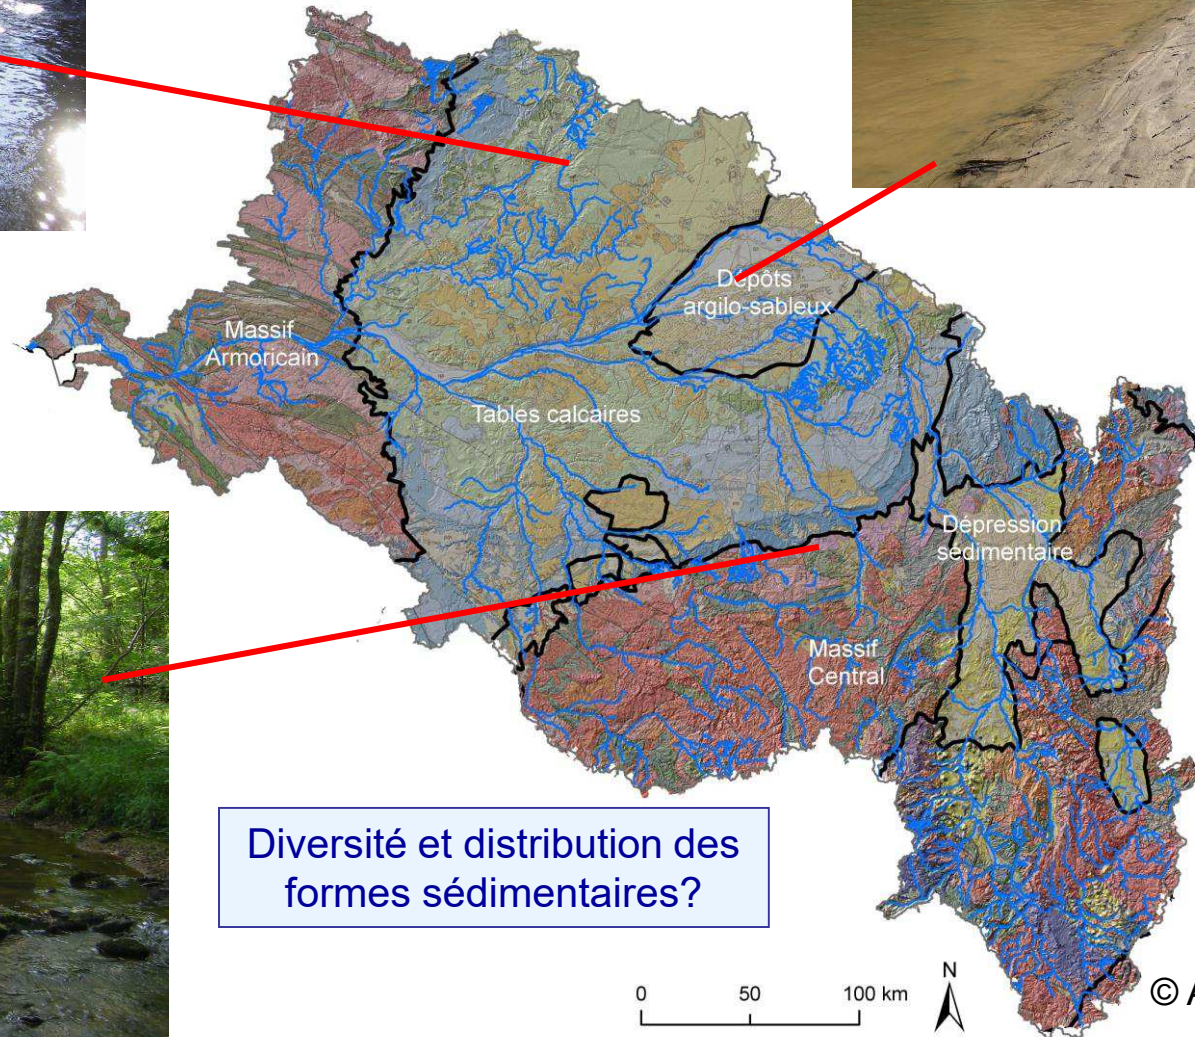 Dépôts
argilo-sableux
Massif
Armoricain
Tables calcaires
Dépression
sédimentaire
Massif
Central
Diversité et distribution des
formes sédimentaires?
0 50 100 km
N
© A